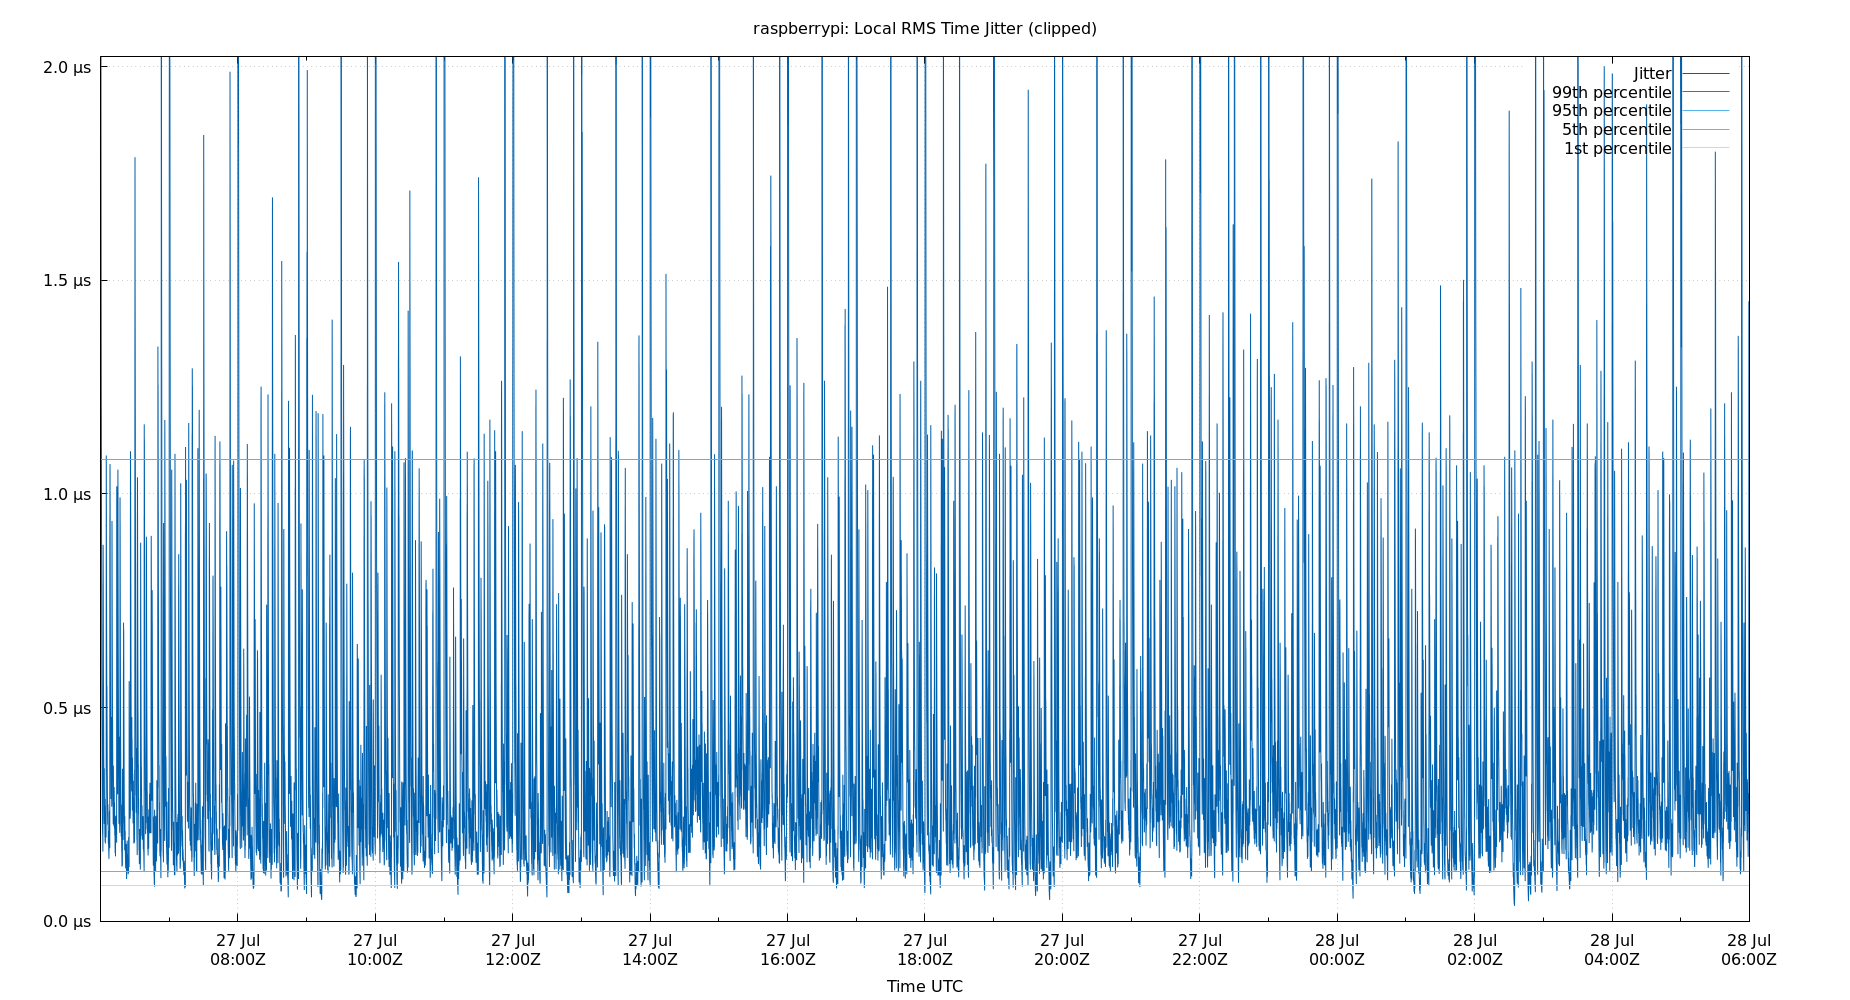 raspberrypi: Local RMS Time Jitter (clipped)
2.0 µs
1.5 µs
1.0 µs
0.5 µs
0.0 µs
Jitter
99th percentile
95th percentile
5th percentile
1st percentile
27 Jul 27 Jul 27 Jul 27 Jul 27 Jul 27 Jul 27 Jul 27 Jul 28 Jul 28 Jul 28 Jul 28 Jul
08:00Z 10:00Z 12:00Z 14:00Z 16:00Z 18:00Z 20:00Z 22:00Z 00:00Z 02:00Z 04:00Z 06:00Z
Time UTC